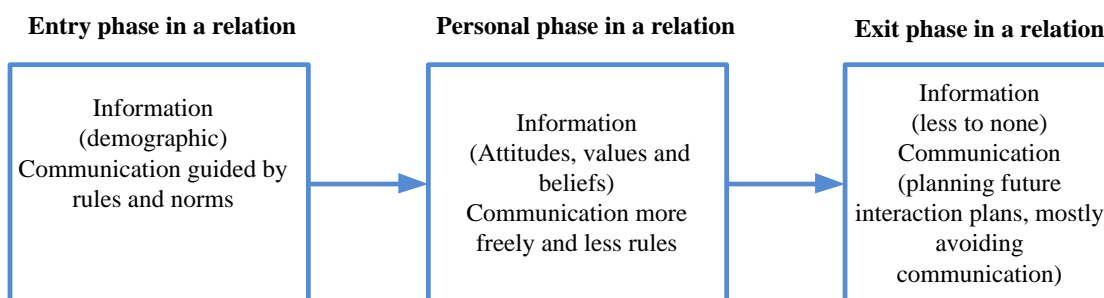 Entry phase in a relation
Personal phase in a relation
Exit phase in a relation
Information
(demographic)
Communication guided by
rules and norms
Information
(Attitudes, values and
beliefs)
Communication more
freely and less rules
Information
(less to none)
Communication
(planning future
interaction plans, mostly
avoiding
communication)